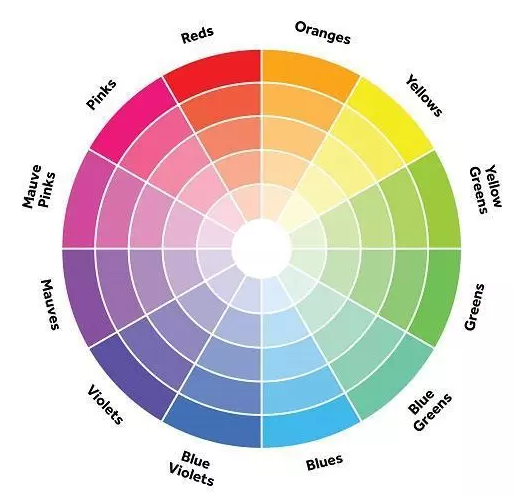 Reds
Oranges
Yellows
Yellow
Greens
Greens
Blue
Greens
Blues
Blue
Violets
Violets
Mauves
Mauve
Pinks
Pinks